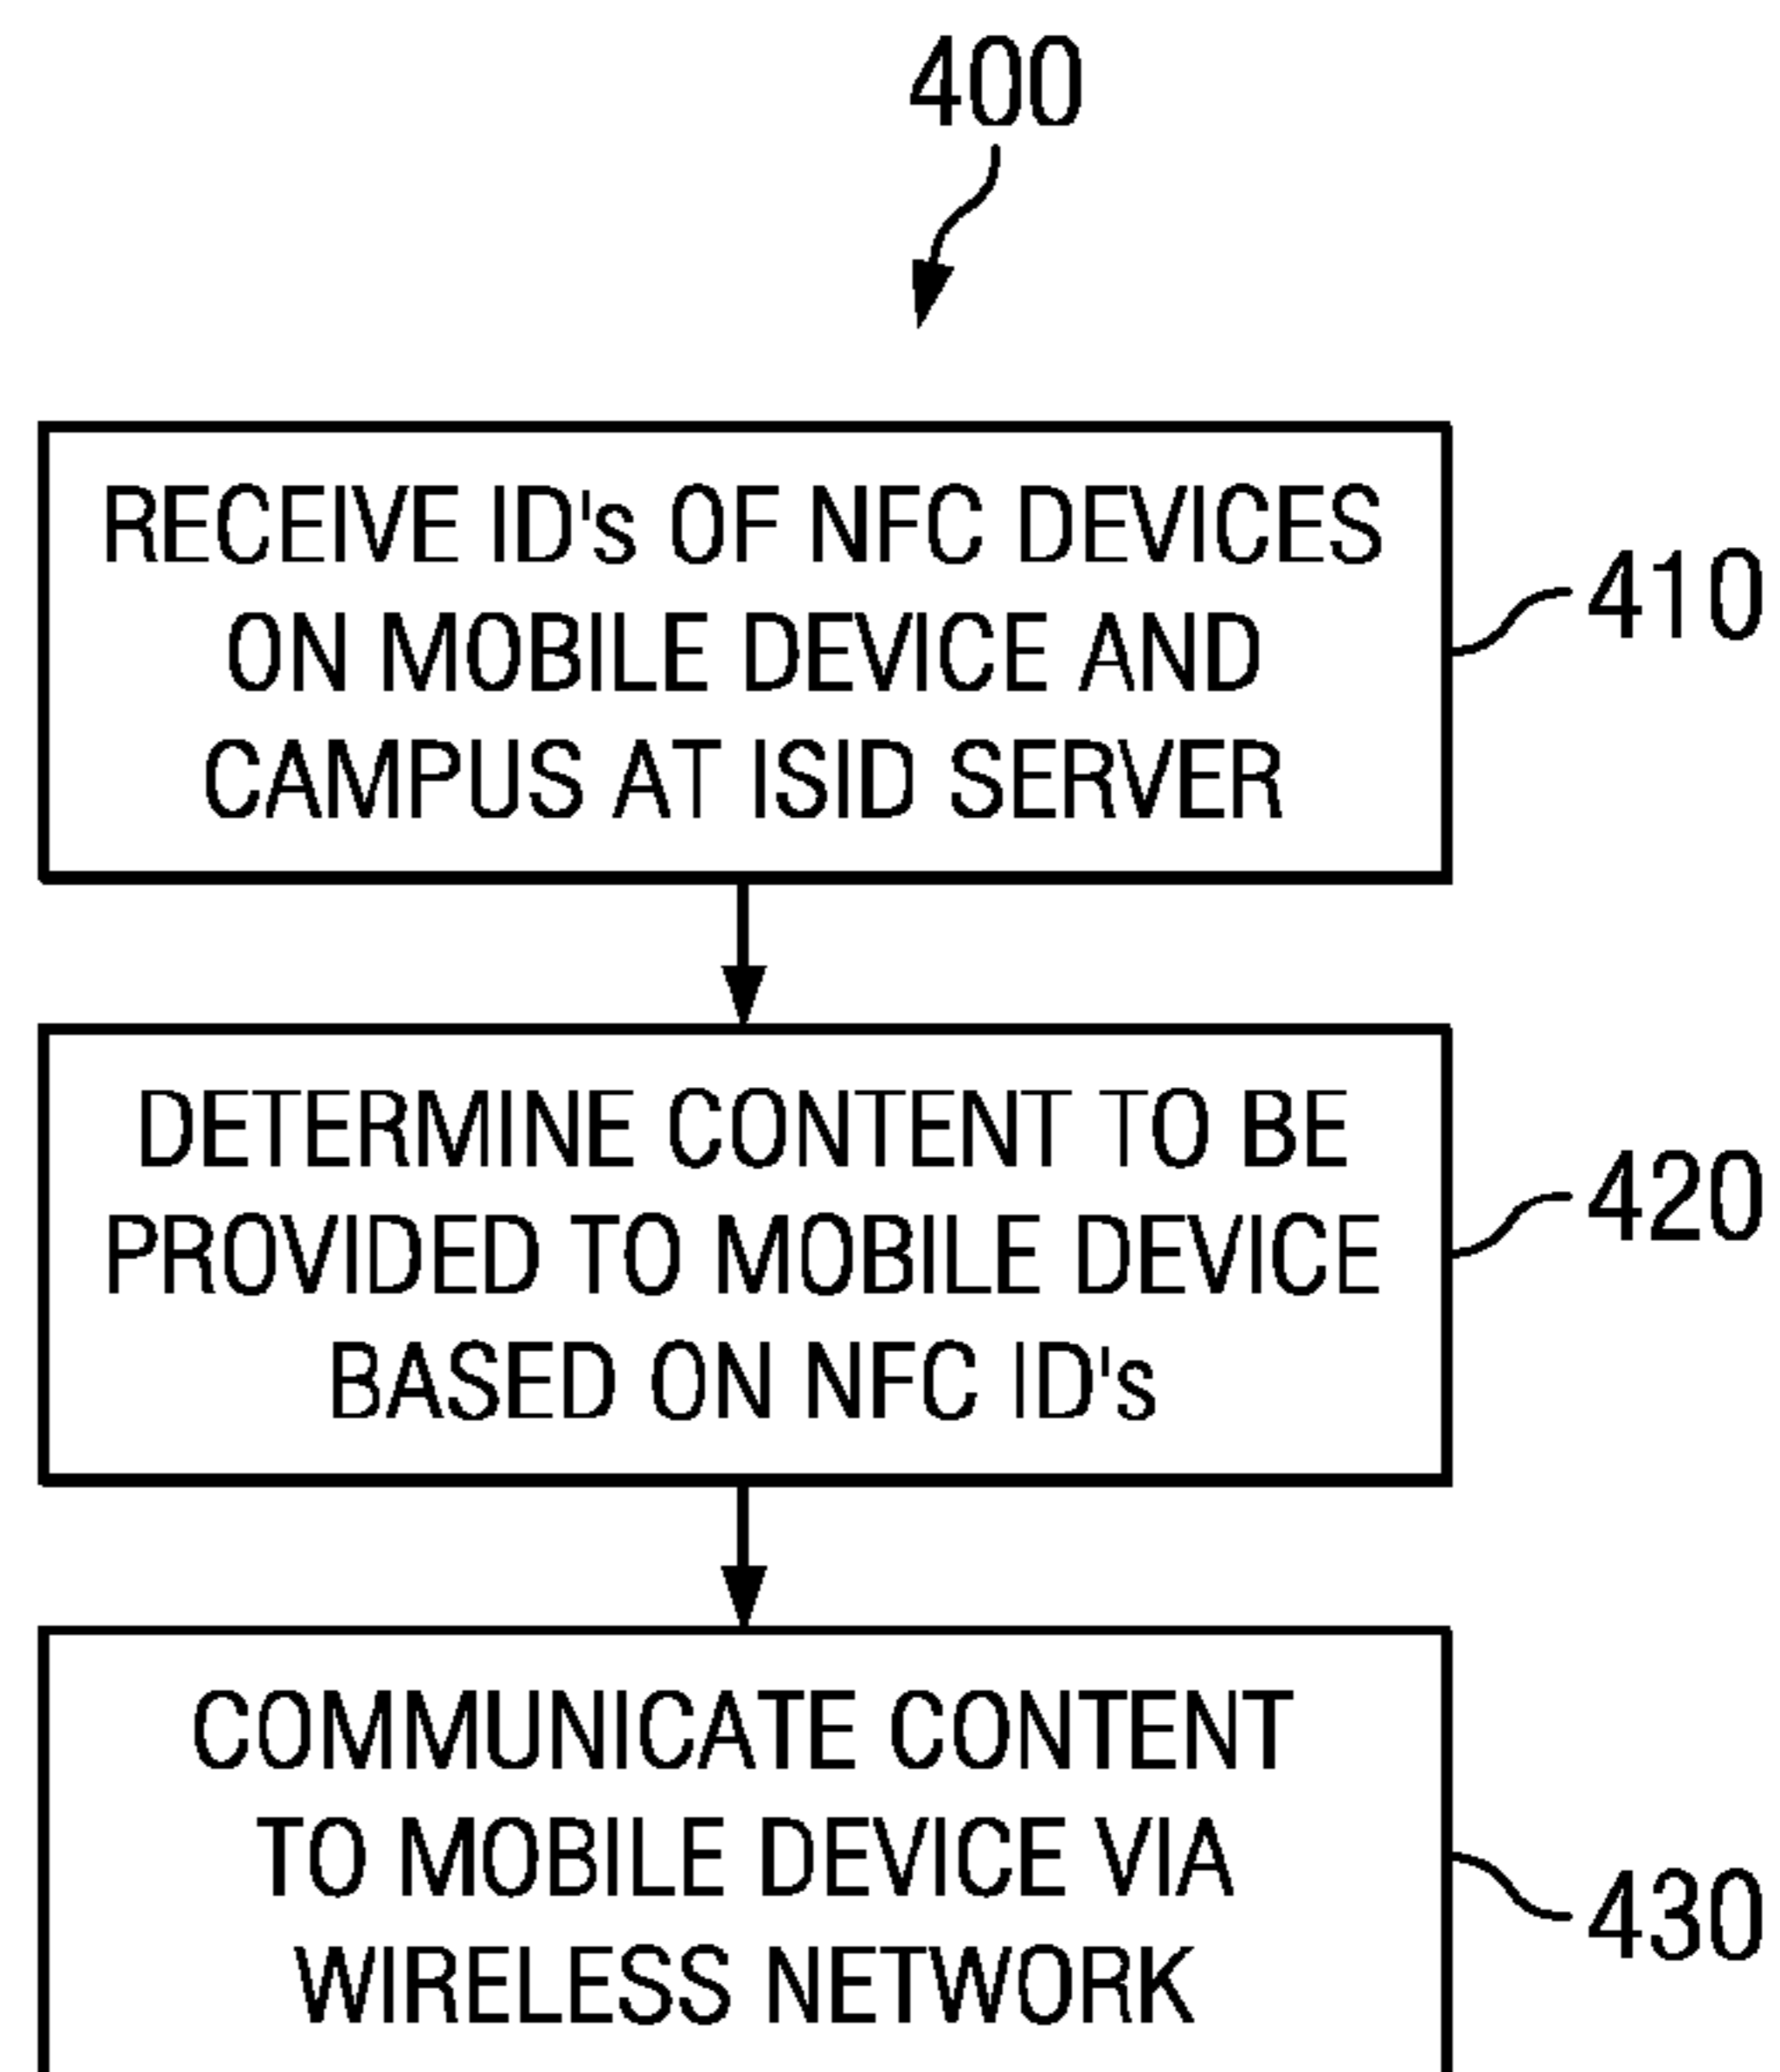 400
RECEIVE ID's OF NFC DEVICES
ON MOBILE DEVICE AND
CAMPUS AT ISID SERVER
410
DETERMINE CONTENT TO BE
PROVIDED TO MOBILE DEVICE
BASED ON NFC ID's
420
COMMUNICATE CONTENT
TO MOBILE DEVICE VIA
WIRELESS NETWORK
430